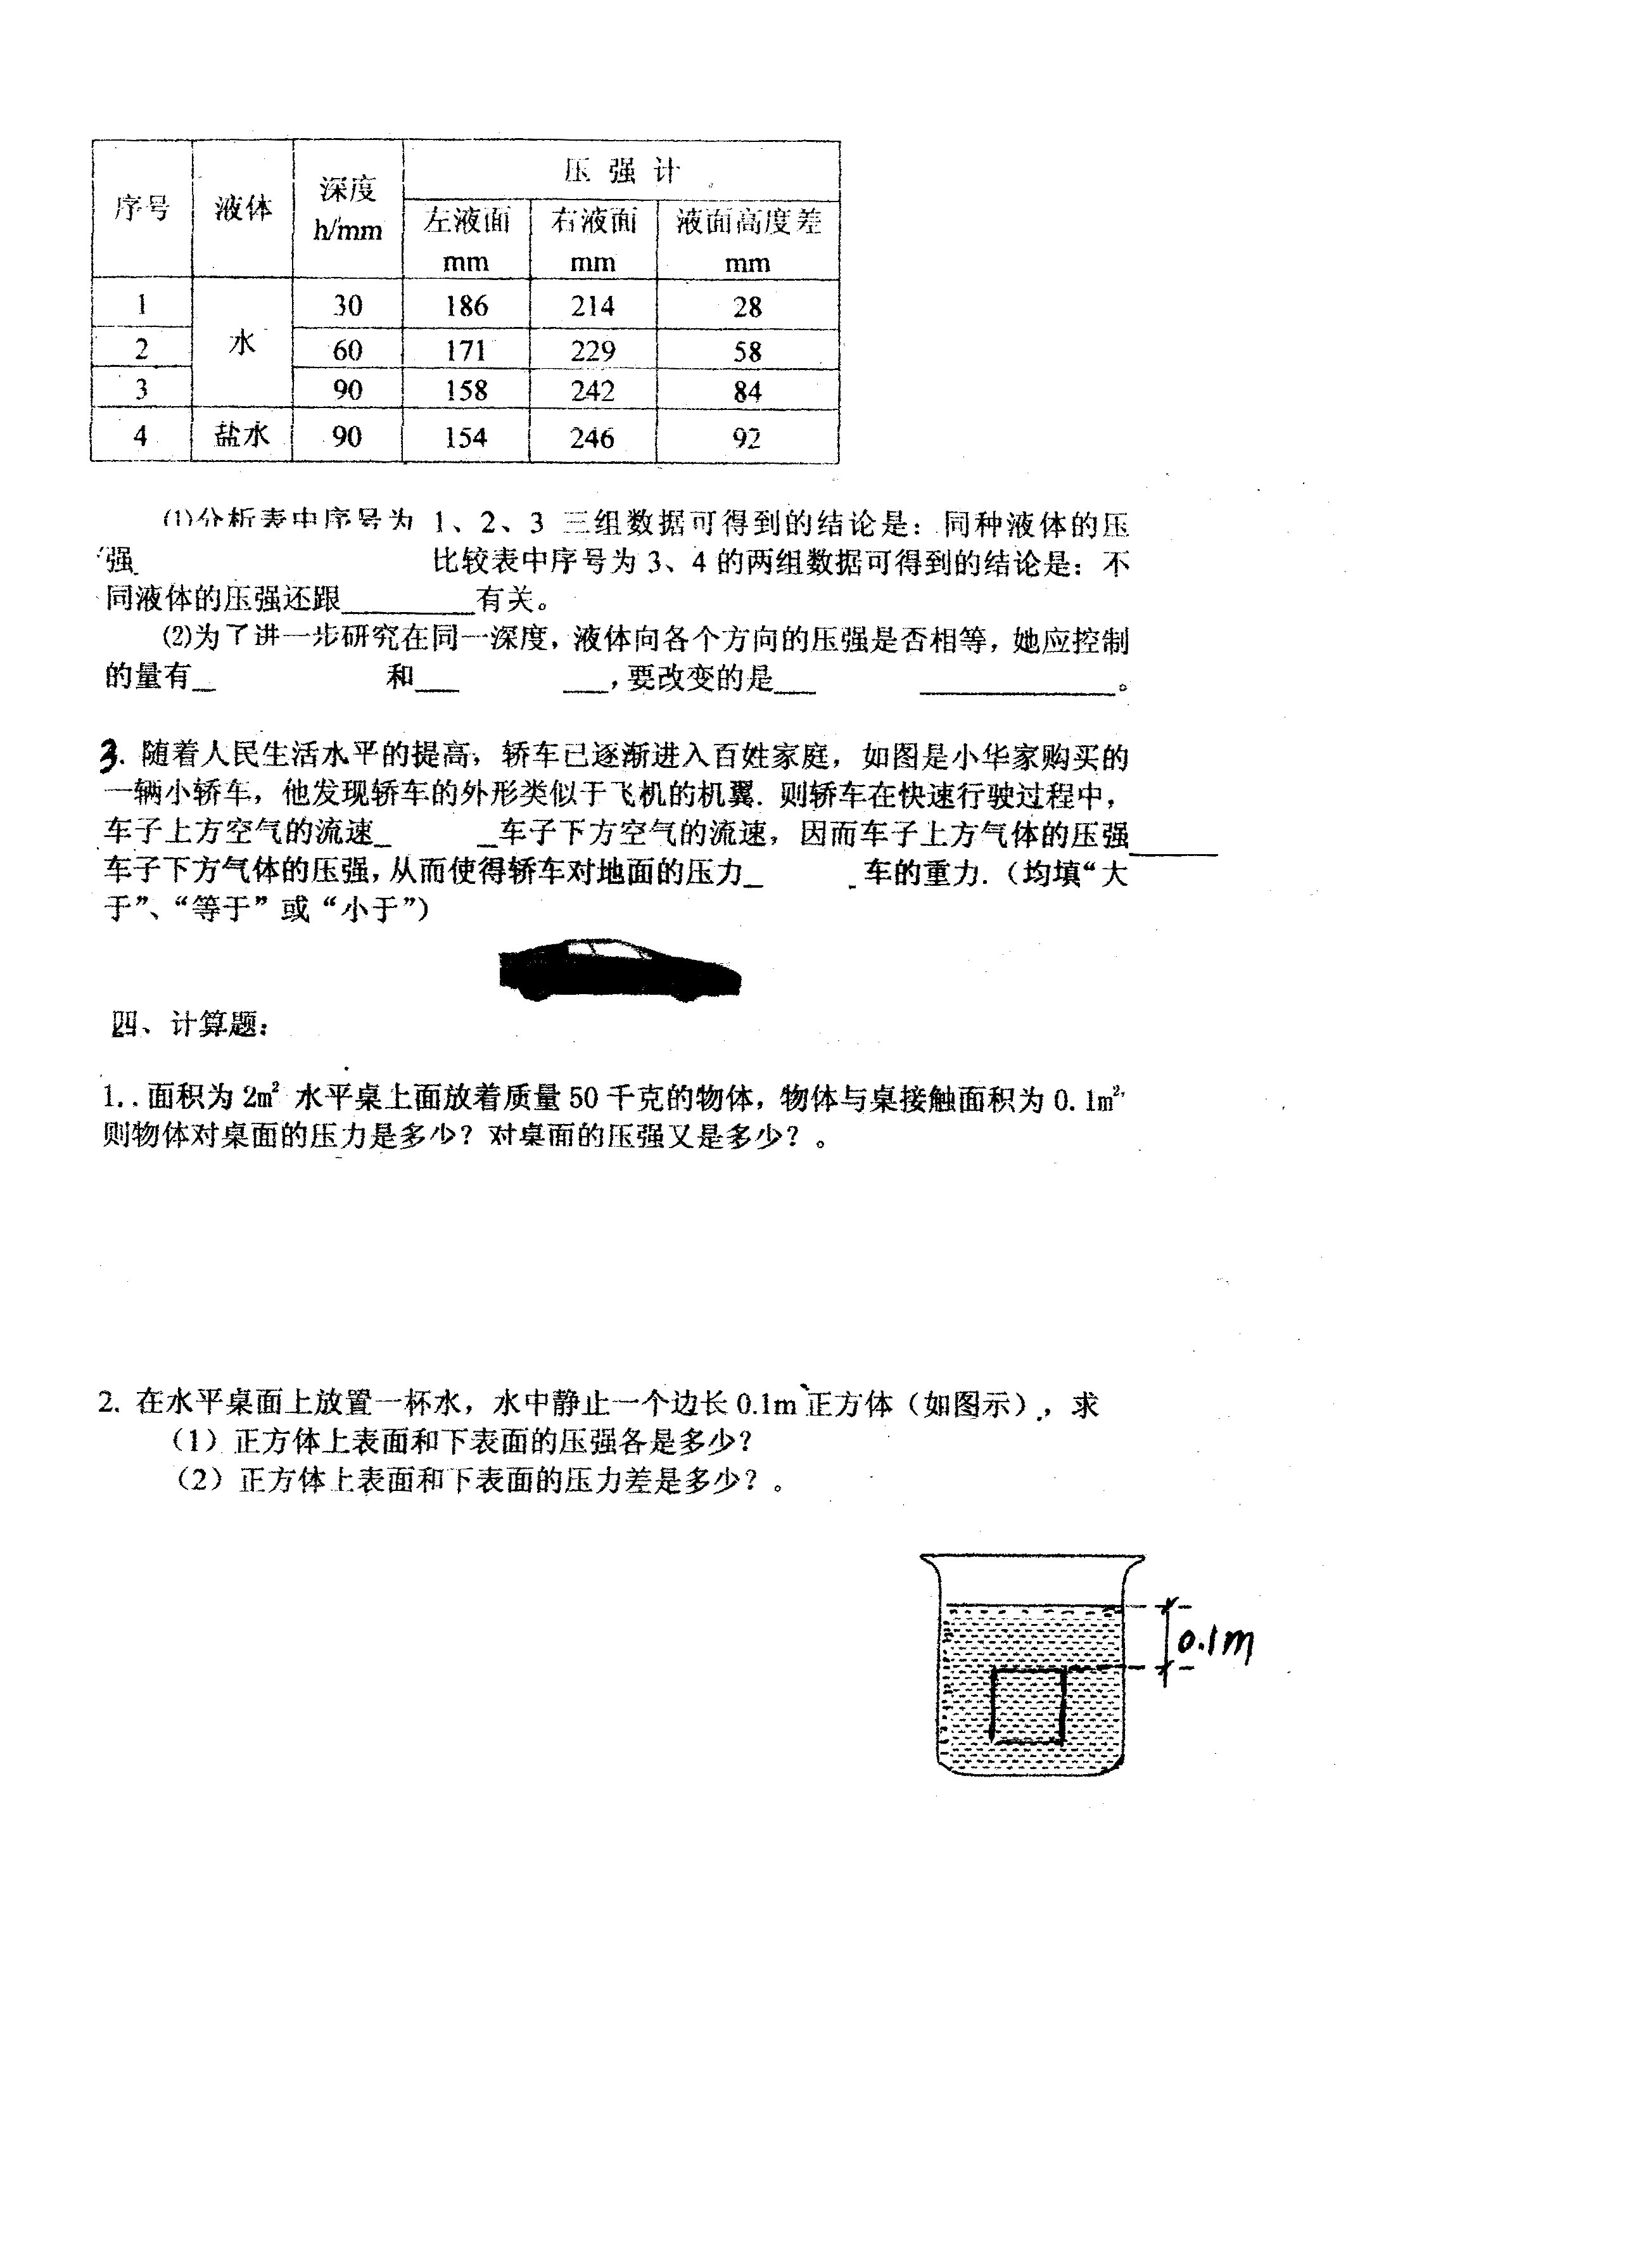 序号 液体 深度 h/mm 压强计
左液面 mm 右液面 mm 液面高度差 mm
1 水 30 186 214 28
2 60 171 229 58
3 90 158 242 84
4 盐水 90 154 246 92
(1)分析表中序号为 1、2、3 三组数据可得到的结论是：同种液体的压
强 比较表中序号为 3、4 的两组数据可得到的结论是：不
同液体的压强还跟________有关。
(2)为了进一步研究在同一深度，液体向各个方向的压强是否相等，她应控制
的量有_ 和__ __，要改变的是__ ________。
3. 随着人民生活水平的提高，轿车已逐渐进入百姓家庭，如图是小华家购买的
一辆小轿车，他发现轿车的外形类似于飞机的机翼. 则轿车在快速行驶过程中，
车子上方空气的流速_ _车子下方空气的流速，因而车子上方气体的压强____
车子下方气体的压强，从而使得轿车对地面的压力_ 车的重力.（均填“大
于”、“等于”或“小于”）
四、计算题：
1. . 面积为 2m² 水平桌上面放着质量 50 千克的物体，物体与桌接触面积为 0.1m²，
则物体对桌面的压力是多少？对桌面的压强又是多少？。
2. 在水平桌面上放置一杯水，水中静止一个边长 0.1m 正方体（如图示），求
（1）正方体上表面和下表面的压强各是多少？
（2）正方体上表面和下表面的压力差是多少？。
0.1m